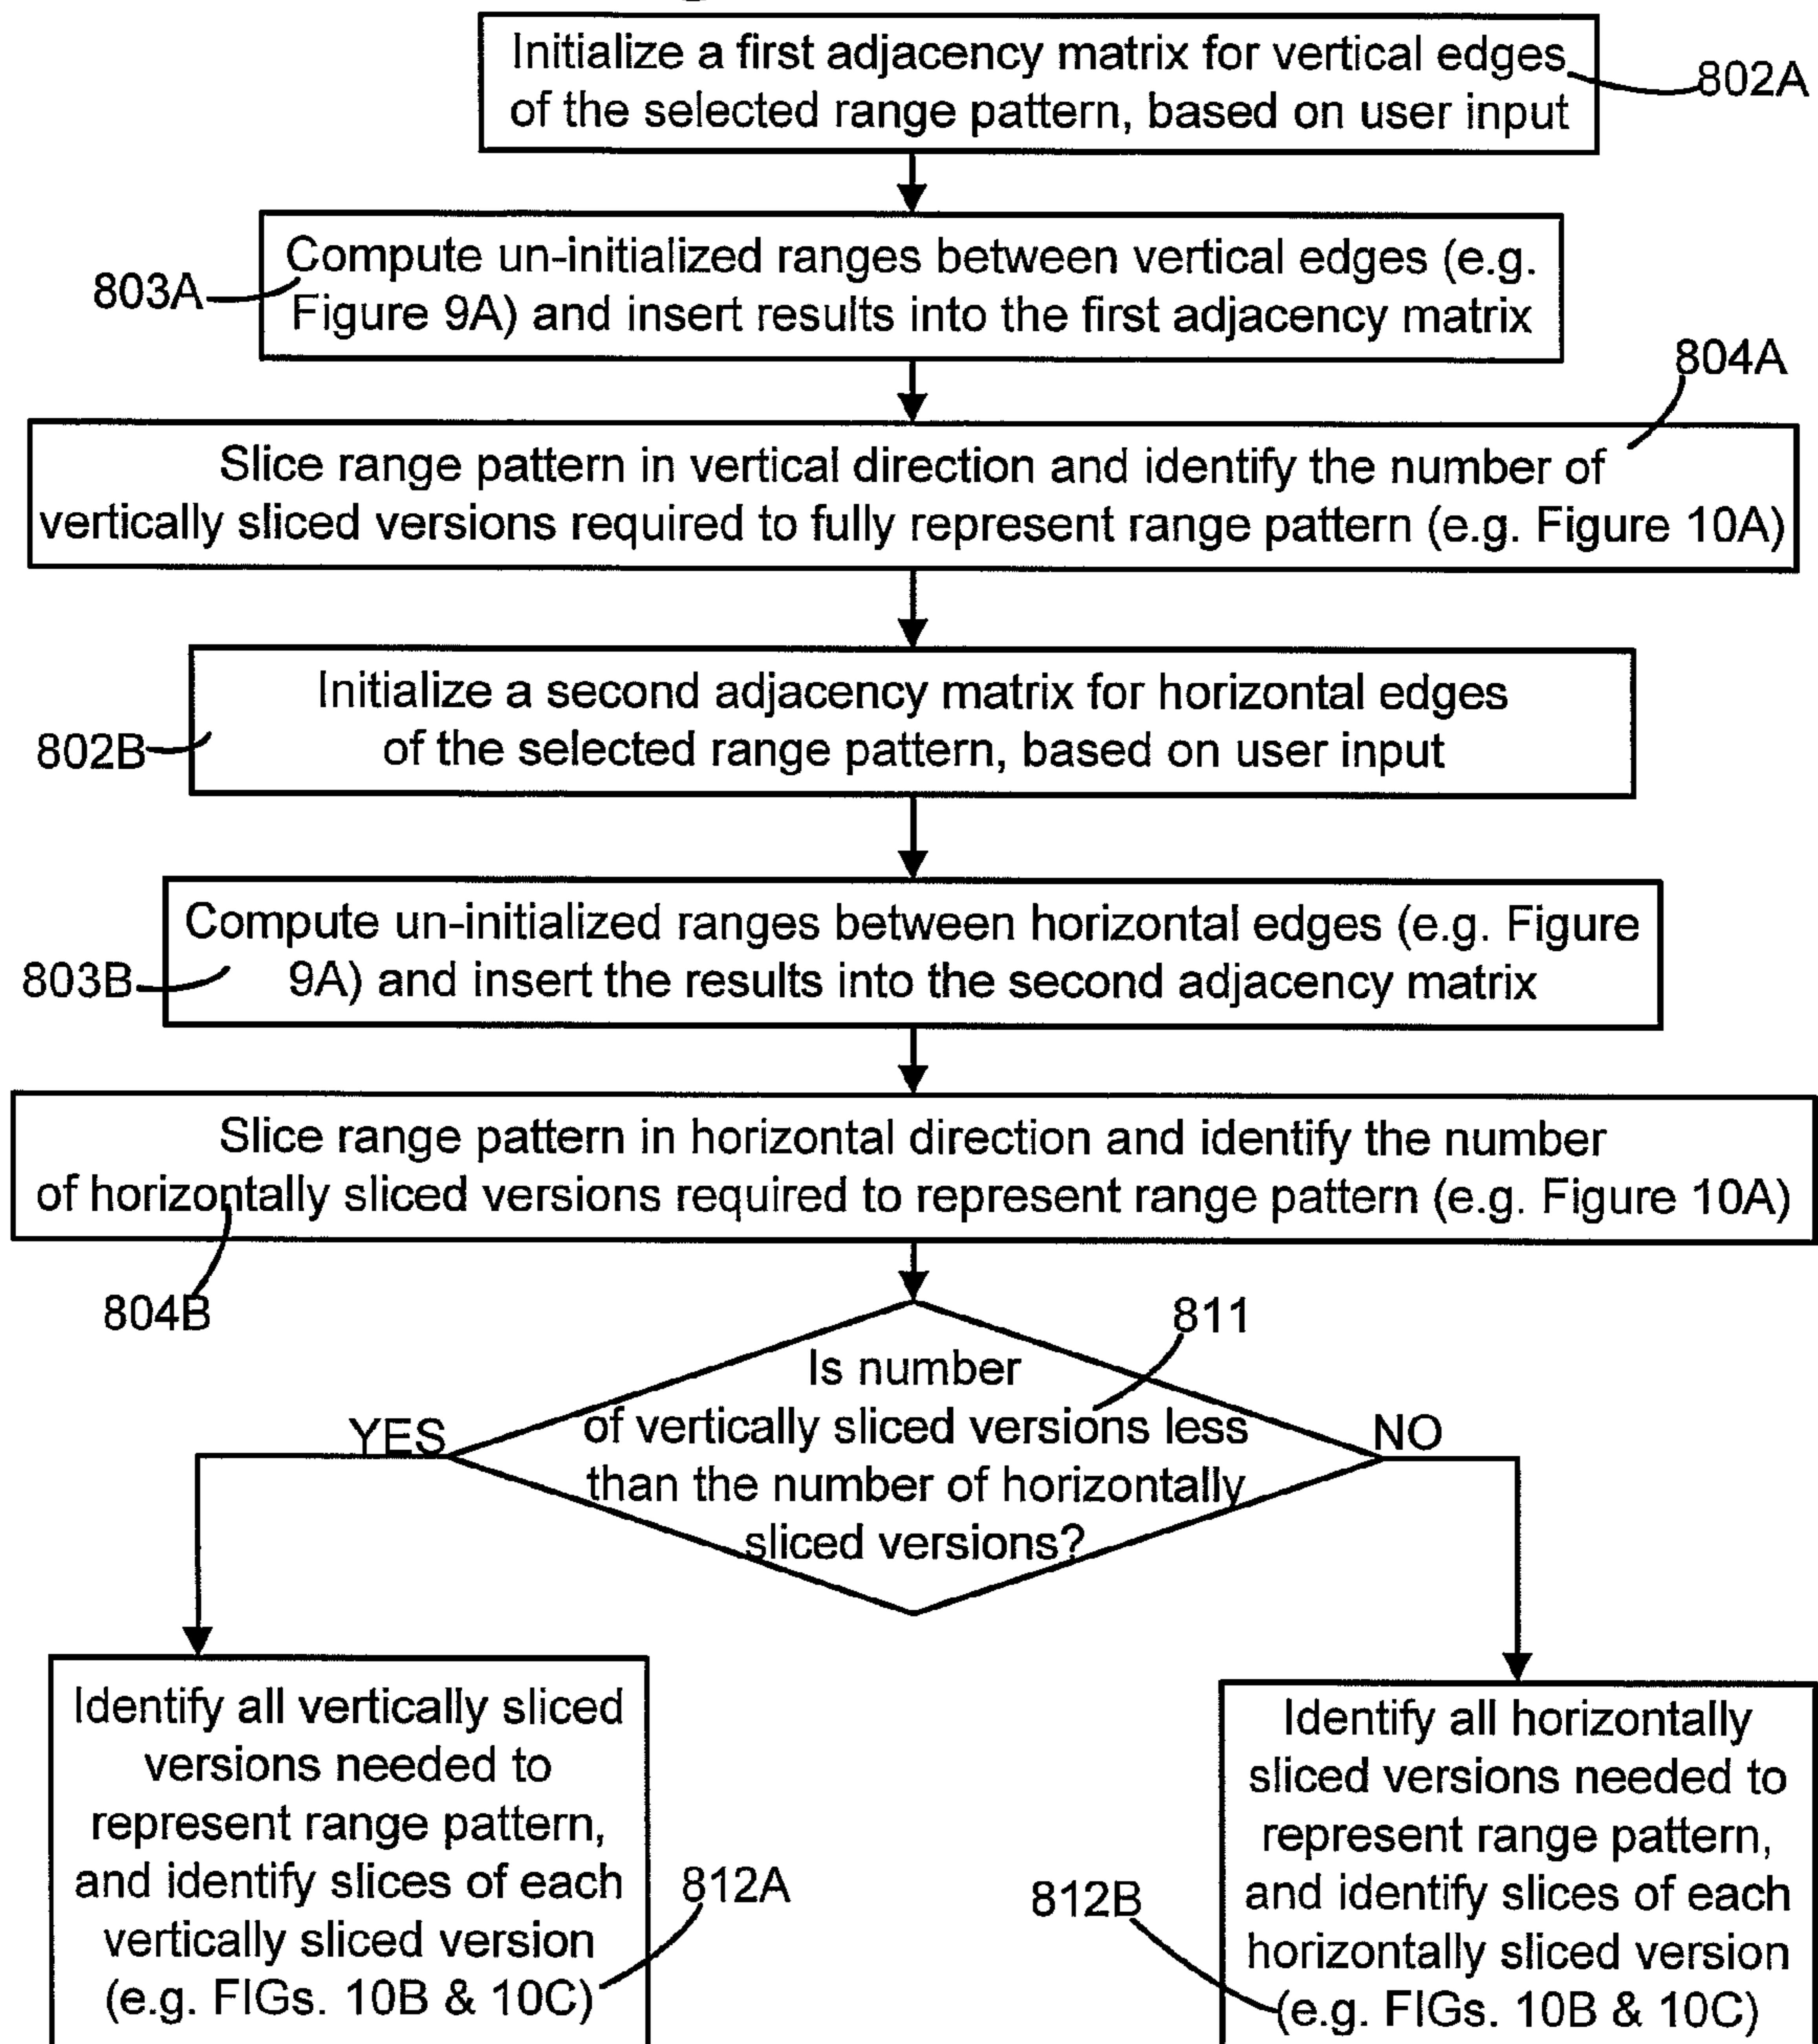 Initialize a first adjacency matrix for vertical edges
of the selected range pattern, based on user input
802A
Compute un-initialized ranges between vertical edges (e.g.
Figure 9A) and insert results into the first adjacency matrix
803A
804A
Slice range pattern in vertical direction and identify the number of
vertically sliced versions required to fully represent range pattern (e.g. Figure 10A)
Initialize a second adjacency matrix for horizontal edges
of the selected range pattern, based on user input
802B
Compute un-initialized ranges between horizontal edges (e.g. Figure
9A) and insert the results into the second adjacency matrix
803B
Slice range pattern in horizontal direction and identify the number
of horizontally sliced versions required to represent range pattern (e.g. Figure 10A)
804B
811
Is number
of vertically sliced versions less
than the number of horizontally
sliced versions?
YES
NO
Identify all vertically sliced
versions needed to
represent range pattern,
and identify slices of each
vertically sliced version
(e.g. FIGs. 10B & 10C)
812A
812B
Identify all horizontally
sliced versions needed to
represent range pattern,
and identify slices of each
horizontally sliced version
(e.g. FIGs. 10B & 10C)